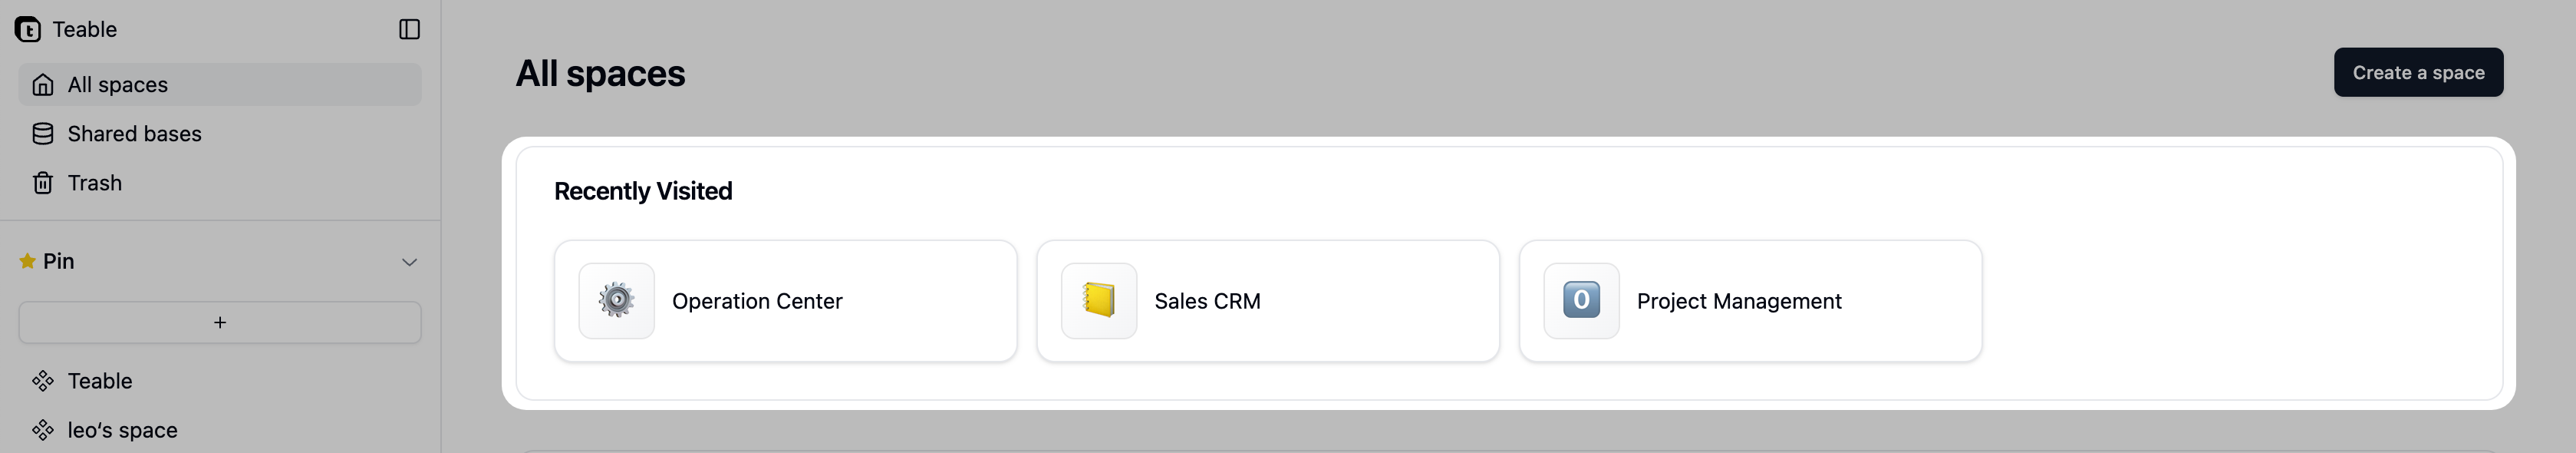 Teable
All spaces
Shared bases
Trash
Pin
+
Teable
leo's space
All spaces
Create a space
Recently Visited
Operation Center
Sales CRM
0 Project Management